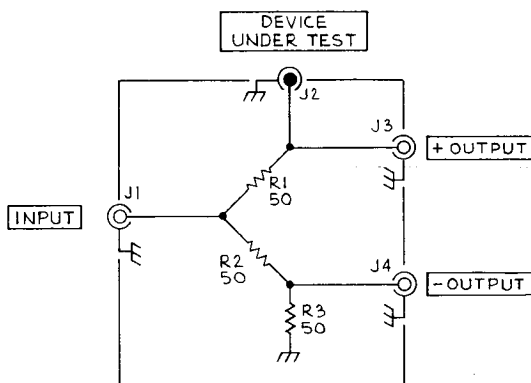 DEVICE
UNDER TEST
J2
J3
+ OUTPUT
R1
50
J1
INPUT
R2
50
J4
- OUTPUT
R3
50